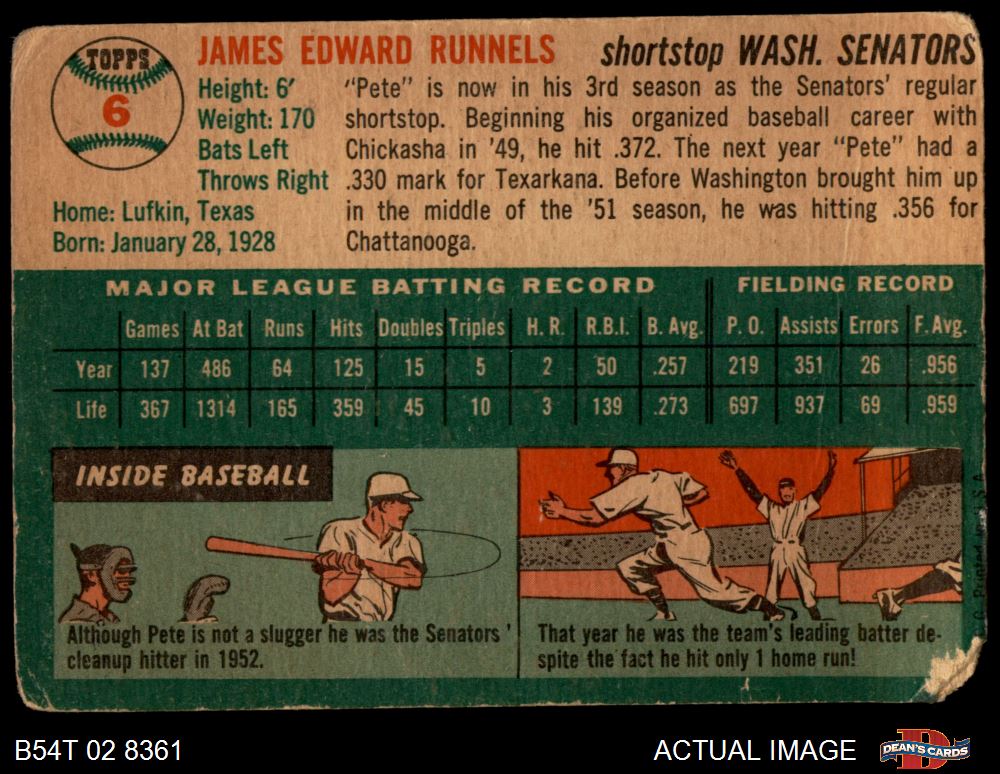 TOPPS
6
JAMES EDWARD RUNNELS shortstop WASH. SENATORS
Height: 6'
Weight: 170
Bats Left
Throws Right
Home: Lufkin, Texas
Born: January 28, 1928
"Pete" is now in his 3rd season as the Senators' regular
shortstop. Beginning his organized baseball career with
Chickasha in '49, he hit .372. The next year "Pete" had a
.330 mark for Texarkana. Before Washington brought him up
in the middle of the '51 season, he was hitting .356 for
Chattanooga.
MAJOR LEAGUE BATTING RECORD FIELDING RECORD
Games At Bat Runs Hits Doubles Triples H. R. R.B.I. B. Avg. P. O. Assists Errors F. Avg.
Year 137 486 64 125 15 5 2 50 .257 219 351 26 .956
Life 367 1314 165 359 45 10 3 139 .273 697 937 69 .959
INSIDE BASEBALL
Although Pete is not a slugger he was the Senators'
cleanup hitter in 1952.
That year he was the team's leading batter de-
spite the fact he hit only 1 home run!
B54T 02 8361 ACTUAL IMAGE DEAN'S CARDS